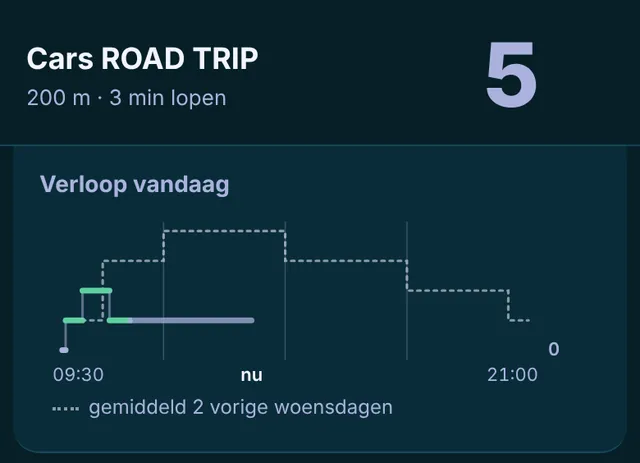 Cars ROAD TRIP
5
200 m · 3 min lopen
Verloop vandaag
0
09:30 nu 21:00
gemiddeld 2 vorige woensdagen